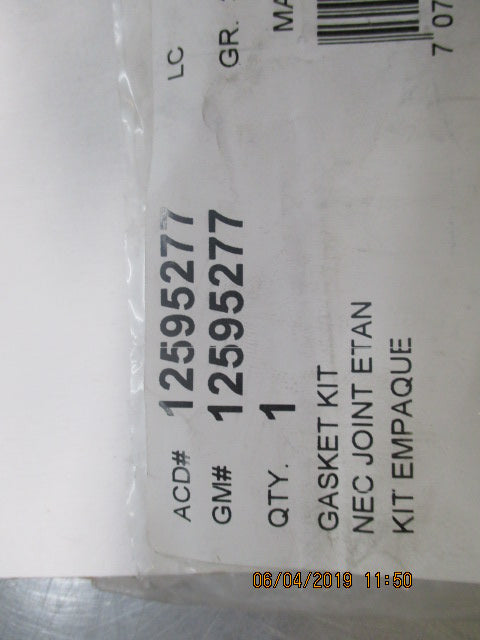 LC
GR.
MA
7 07
ACD# 12595277
GM# 12595277
QTY. 1
GASKET KIT
NEC JOINT ETAN
KIT EMPAQUE
06/04/2019 11:50